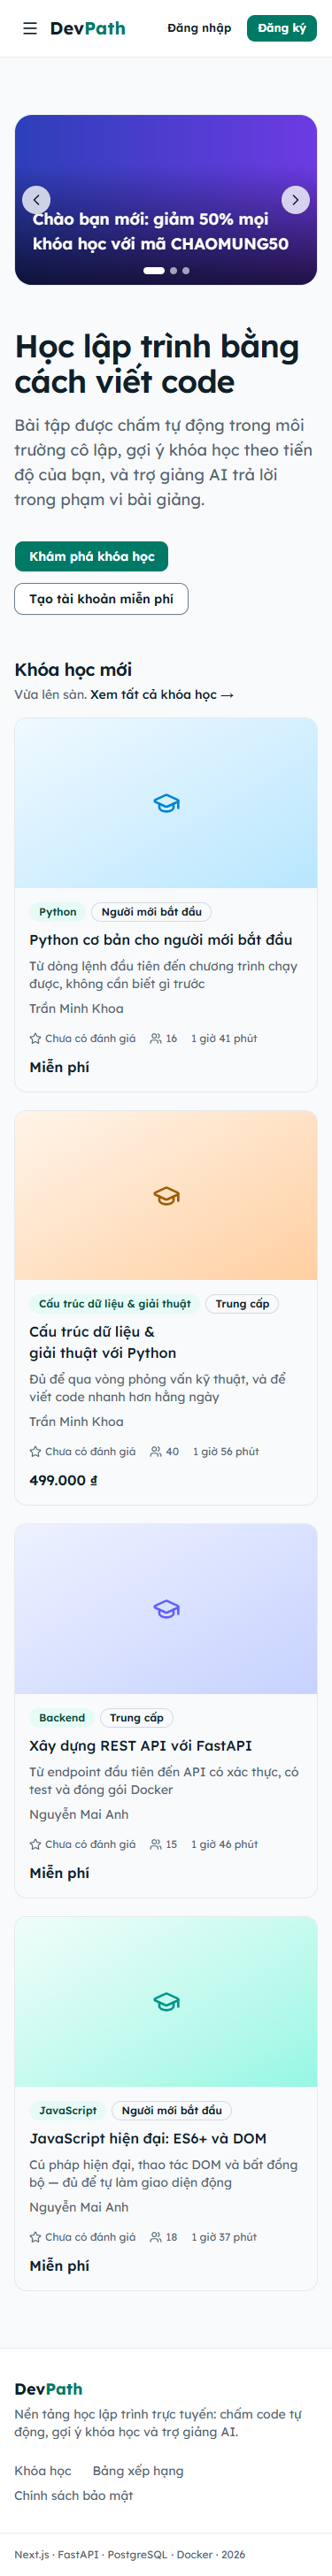 DevPath
Đăng nhập
Đăng ký
Chào bạn mới: giảm 50% mọi
khóa học với mã CHAOMUNG50
Học lập trình bằng
cách viết code
Bài tập được chấm tự động trong môi
trường cô lập, gợi ý khóa học theo tiến
độ của bạn, và trợ giảng AI trả lời
trong phạm vi bài giảng.
Khám phá khóa học
Tạo tài khoản miễn phí
Khóa học mới
Vừa lên sàn. Xem tất cả khóa học →
Python
Người mới bắt đầu
Python cơ bản cho người mới bắt đầu
Từ dòng lệnh đầu tiên đến chương trình chạy
được, không cần biết gì trước
Trần Minh Khoa
Chưa có đánh giá 16 1 giờ 41 phút
Miễn phí
Cấu trúc dữ liệu & giải thuật
Trung cấp
Cấu trúc dữ liệu &
giải thuật với Python
Đủ để qua vòng phỏng vấn kỹ thuật, và để
viết code nhanh hơn hằng ngày
Trần Minh Khoa
Chưa có đánh giá 40 1 giờ 56 phút
499.000 ₫
Backend
Trung cấp
Xây dựng REST API với FastAPI
Từ endpoint đầu tiên đến API có xác thực, có
test và đóng gói Docker
Nguyễn Mai Anh
Chưa có đánh giá 15 1 giờ 46 phút
Miễn phí
JavaScript
Người mới bắt đầu
JavaScript hiện đại: ES6+ và DOM
Cú pháp hiện đại, thao tác DOM và bất đồng
bộ — đủ để tự làm giao diện động
Nguyễn Mai Anh
Chưa có đánh giá 18 1 giờ 37 phút
Miễn phí
DevPath
Nền tảng học lập trình trực tuyến: chấm code tự
động, gợi ý khóa học và trợ giảng AI.
Khóa học
Bảng xếp hạng
Chính sách bảo mật
Next.js · FastAPI · PostgreSQL · Docker · 2026